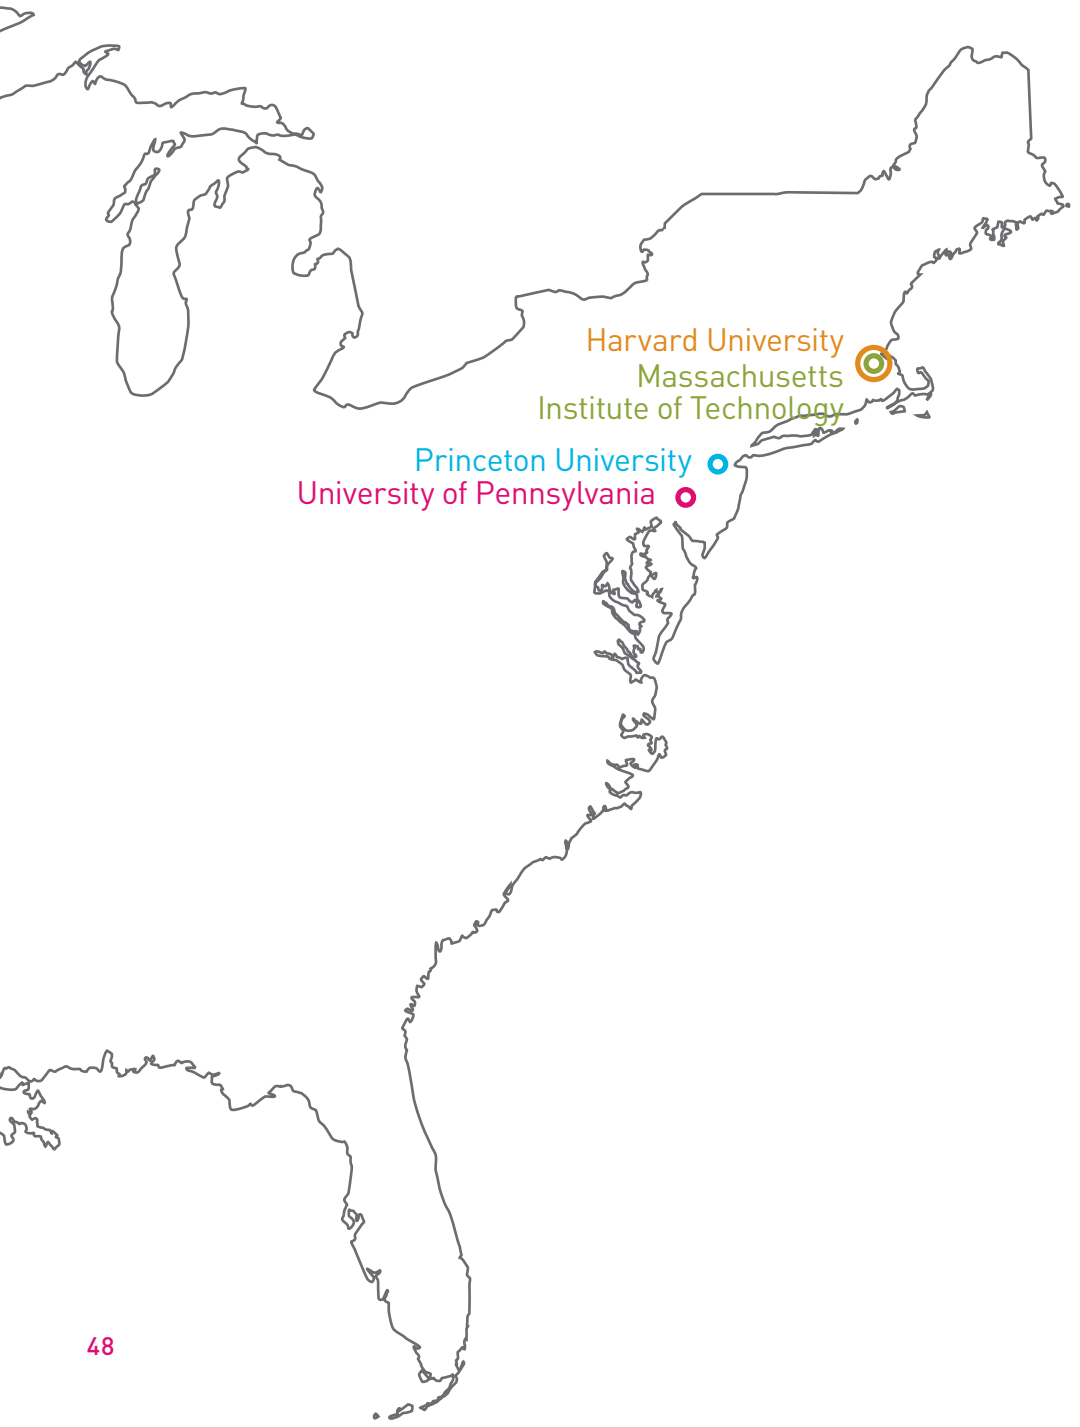 Harvard University
Massachusetts
Institute of Technology
Princeton University
University of Pennsylvania
48